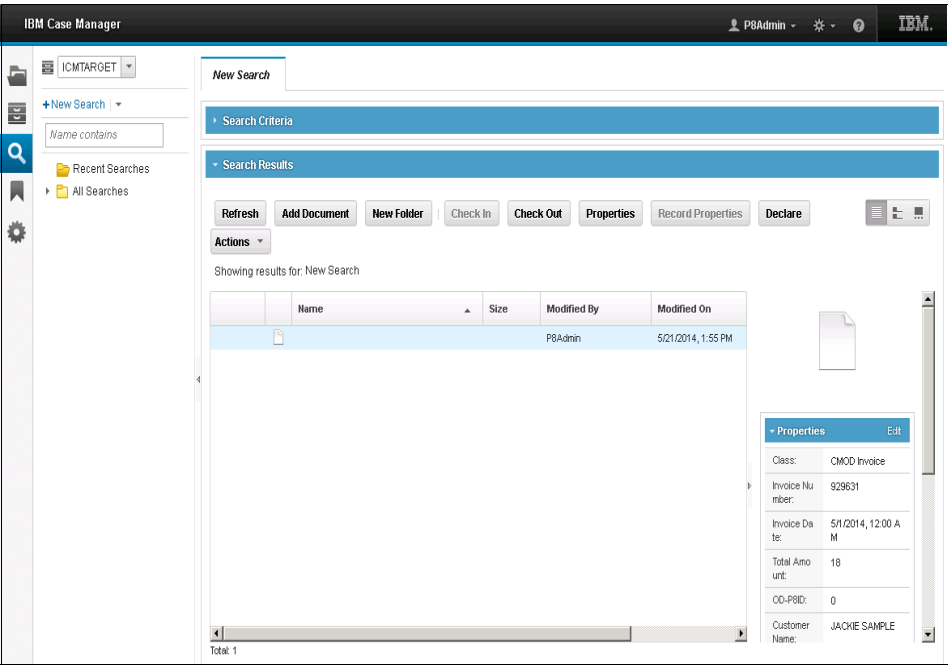 IBM Case Manager
P8Admin
IBM.
ICMTARGET
+New Search
Name contains
Recent Searches
All Searches
New Search
Search Criteria
Search Results
Refresh Add Document New Folder Check In Check Out Properties Record Properties Declare
Actions
Showing results for: New Search
Name Size Modified By Modified On
P8Admin 5/21/2014, 1:55 PM
Total: 1
Properties Edit
Class: CMOD Invoice
Invoice Nu 929631
mber:
Invoice Da 5/1/2014, 12:00 A
te: M
Total Amo 18
unt:
OD-P8ID: 0
Customer JACKIE SAMPLE
Name: